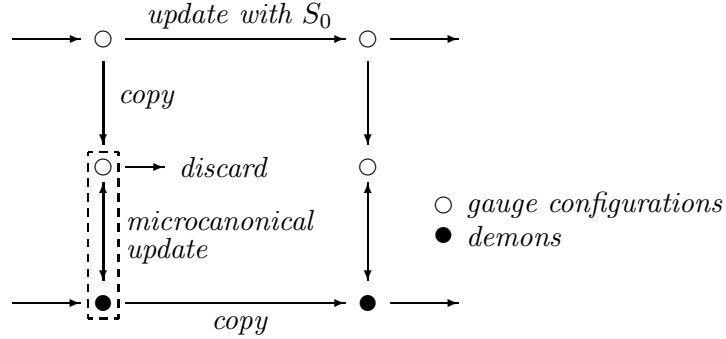 update with S₀
copy
discard
microcanonical
update
gauge configurations
demons
copy